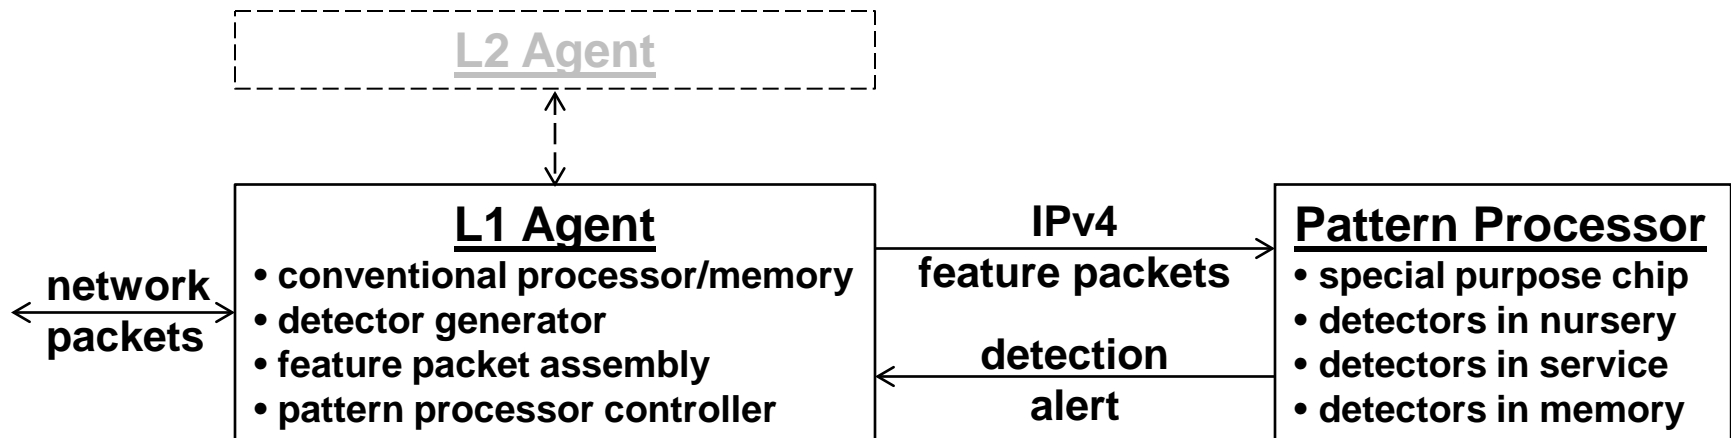 L2 Agent
L1 Agent
• conventional processor/memory
• detector generator
• feature packet assembly
• pattern processor controller
network
packets
IPv4
feature packets
detection
alert
Pattern Processor
• special purpose chip
• detectors in nursery
• detectors in service
• detectors in memory